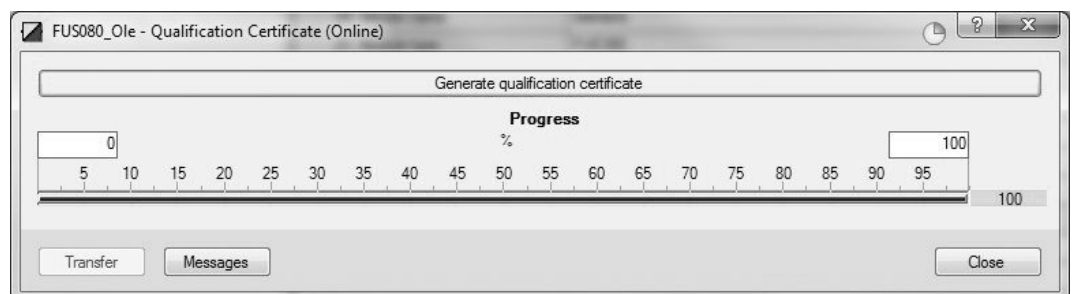 FUS080_Ole - Qualification Certificate (Online)
?
X
Generate qualification certificate
Progress
%
0
100
5 10 15 20 25 30 35 40 45 50 55 60 65 70 75 80 85 90 95
100
Transfer
Messages
Close